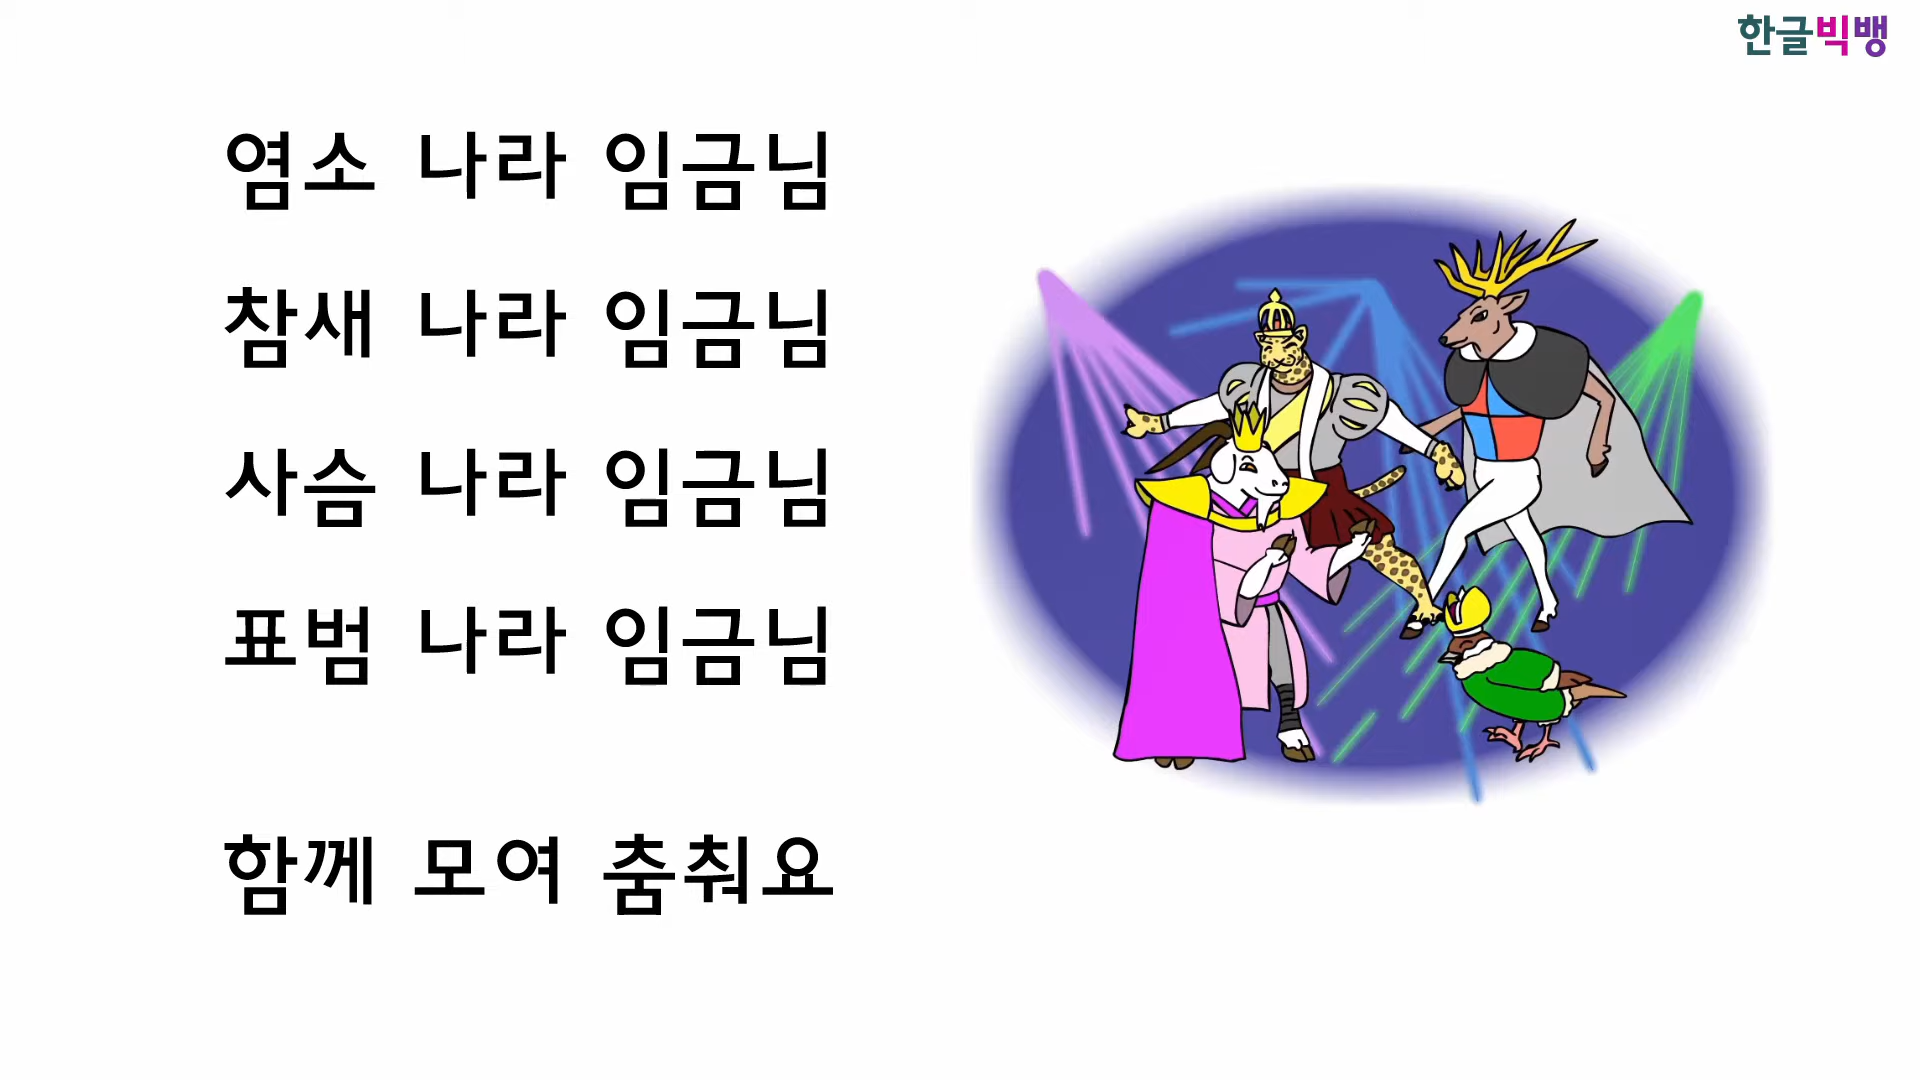 한글빅뱅
염소 나라 임금님
참새 나라 임금님
사슴 나라 임금님
표범 나라 임금님
함께 모여 춤춰요